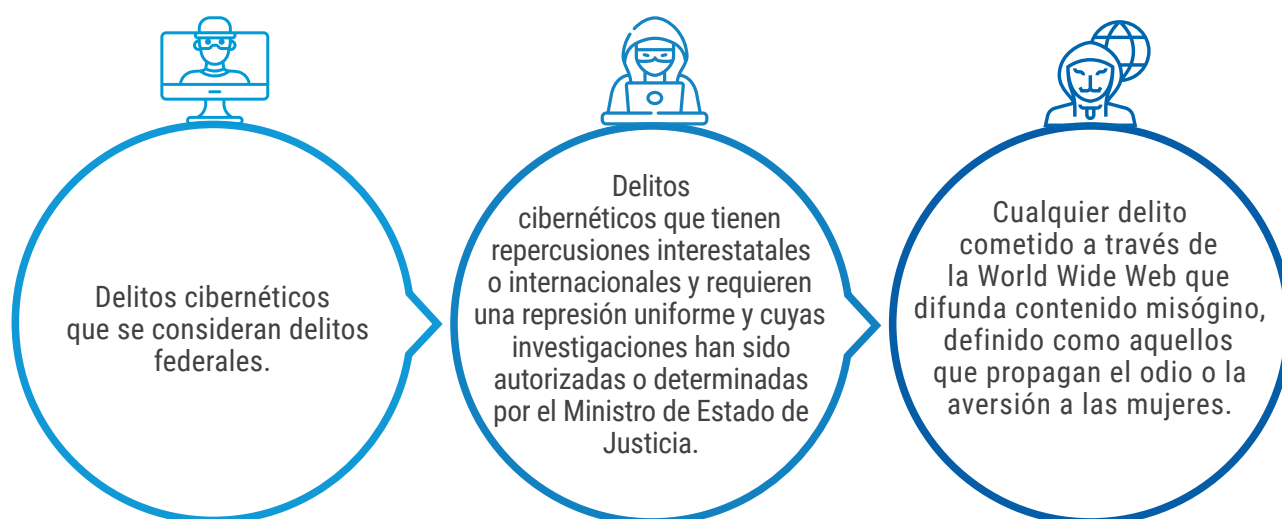 Delitos cibernéticos
que se consideran delitos
federales.
Delitos
cibernéticos que tienen
repercusiones interestatales
o internacionales y requieren
una represión uniforme y cuyas
investigaciones han sido
autorizadas o determinadas
por el Ministro de Estado de
Justicia.
Cualquier delito
cometido a través de
la World Wide Web que
difunda contenido misógino,
definido como aquellos
que propagan el odio o la
aversión a las mujeres.